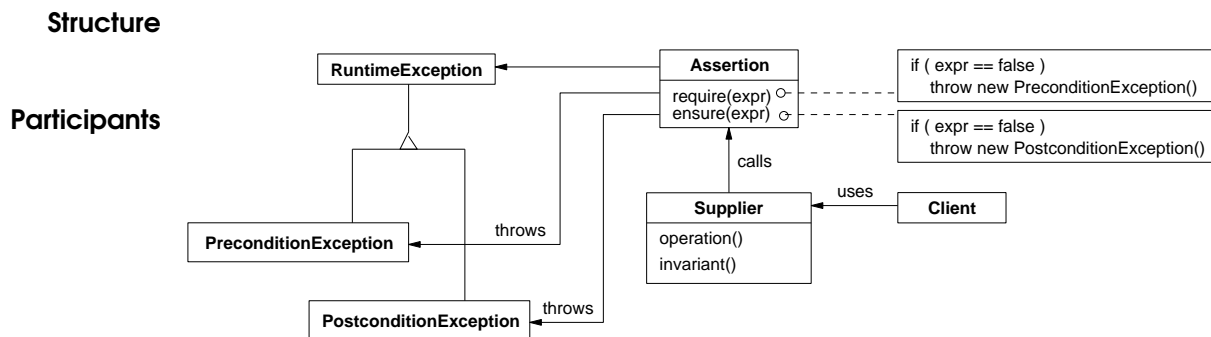 Structure
RuntimeException
Assertion
require(expr)
ensure(expr)
if ( expr == false )
throw new PreconditionException()
if ( expr == false )
throw new PostconditionException()
Participants
calls
uses
Supplier
operation()
invariant()
Client
PreconditionException
throws
PostconditionException
throws